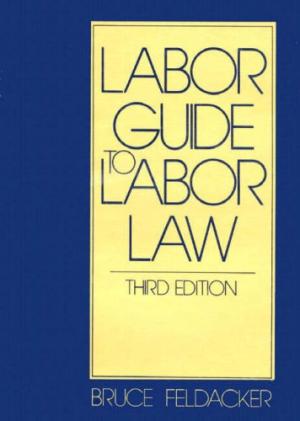 LABOR
GUIDE
TO
LABOR
LAW
THIRD EDITION
BRUCE FELDACKER